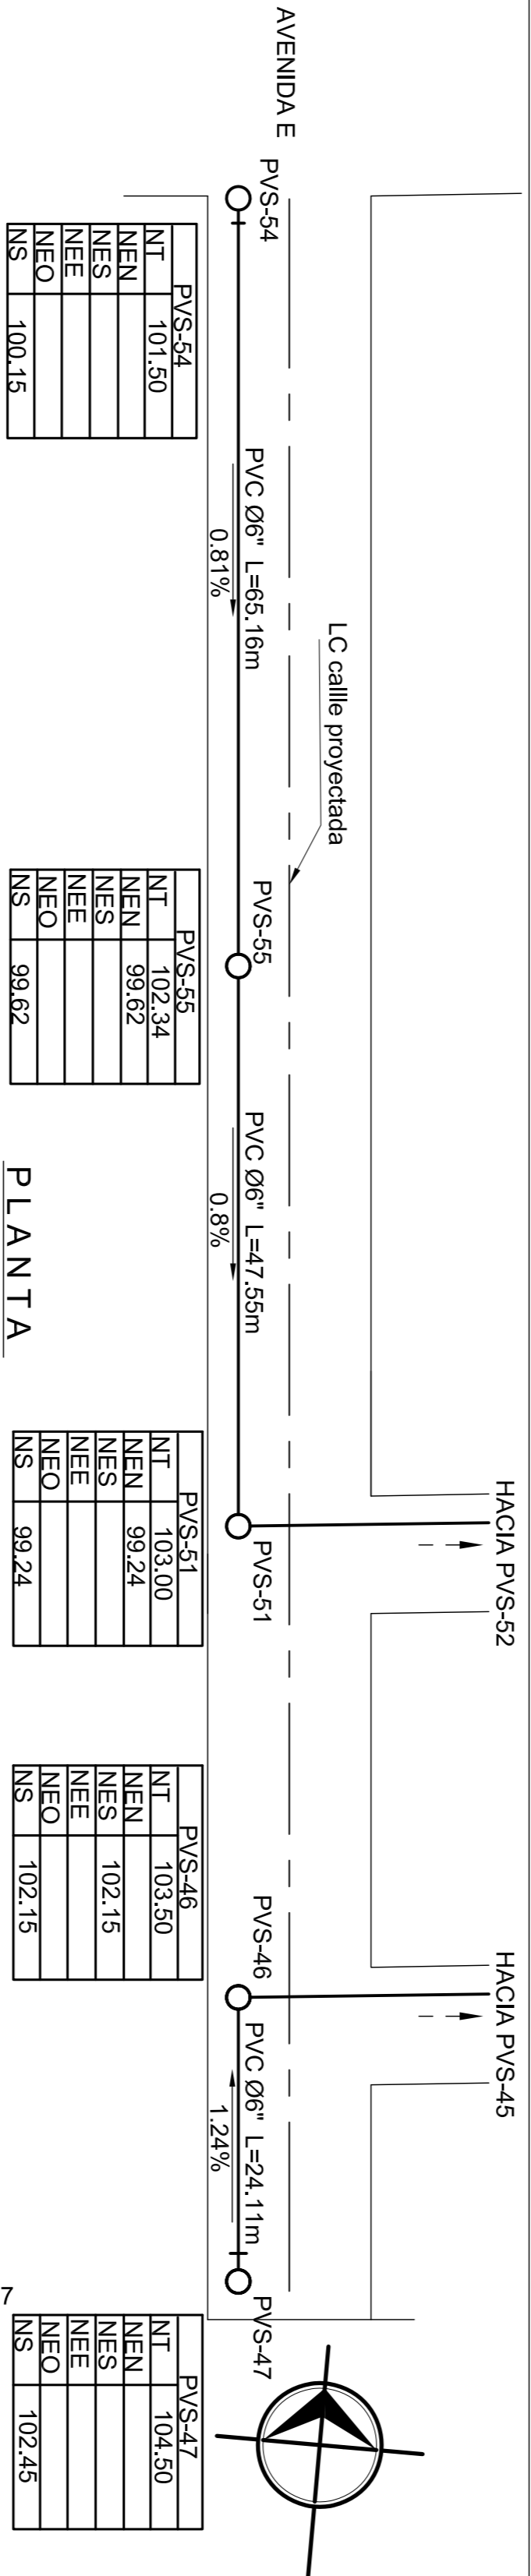 AVENIDA E
PVS-54
PVC Ø6" L=65.16m
0.81%
LC callle proyectada
PVS-55
PVC Ø6" L=47.55m
0.8%
PVS-51
HACIA PVS-52
PVS-46
HACIA PVS-45
PVC Ø6" L=24.11m
1.24%
PVS-47
PVS-54
NT 101.50
NEN
NES
NEE
NEO
NS 100.15
PVS-55
NT 102.34
NEN 99.62
NES
NEE
NEO
NS 99.62
PVS-51
NT 103.00
NEN 99.24
NES
NEE
NEO
NS 99.24
PVS-46
NT 103.50
NEN
NES 102.15
NEE
NEO
NS 102.15
PVS-47
NT 104.50
NEN
NES
NEE
NEO
NS 102.45
PLANTA
7